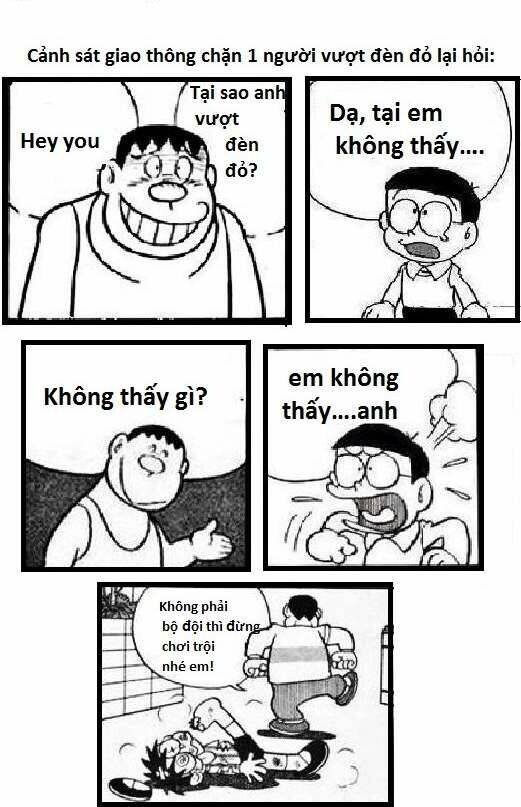 Cảnh sát giao thông chặn 1 người vượt đèn đỏ lại hỏi:
Hey you
Tại sao anh
vượt
đèn
đỏ?
Dạ, tại em
không thấy....
Không thấy gì?
em không
thấy....anh
Không phải
bộ đội thì đừng
chơi trội
nhé em!